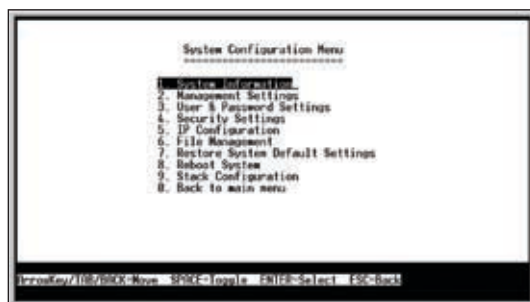 System Configuration Menu
=========================
1. System Information
2. Management Settings
3. User & Password Settings
4. Security Settings
5. IP Configuration
6. File Management
7. Restore System Default Settings
8. Reboot System
9. Stack Configuration
0. Back to main menu
ArrowKey/TAB/BACK-Move SPACE-Toggle ENTER-Select ESC-Back